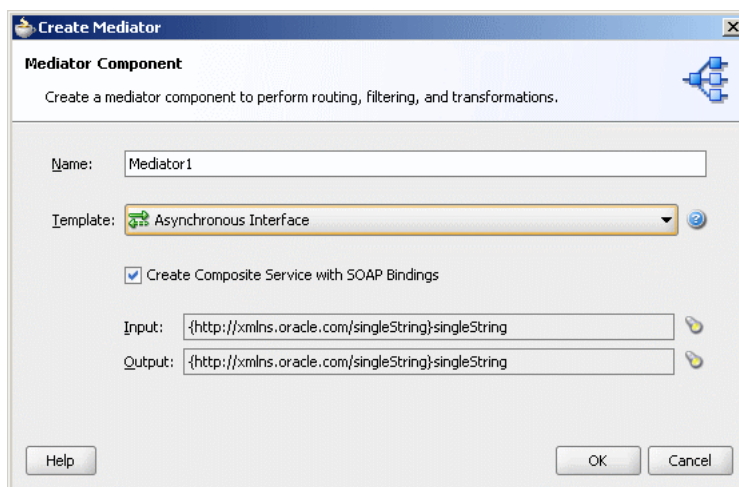 Create Mediator
Mediator Component
Create a mediator component to perform routing, filtering, and transformations.
Name: Mediator1
Template: Asynchronous Interface
Create Composite Service with SOAP Bindings
Input: {http://xmlns.oracle.com/singleString}singleString
Output: {http://xmlns.oracle.com/singleString}singleString
Help OK Cancel